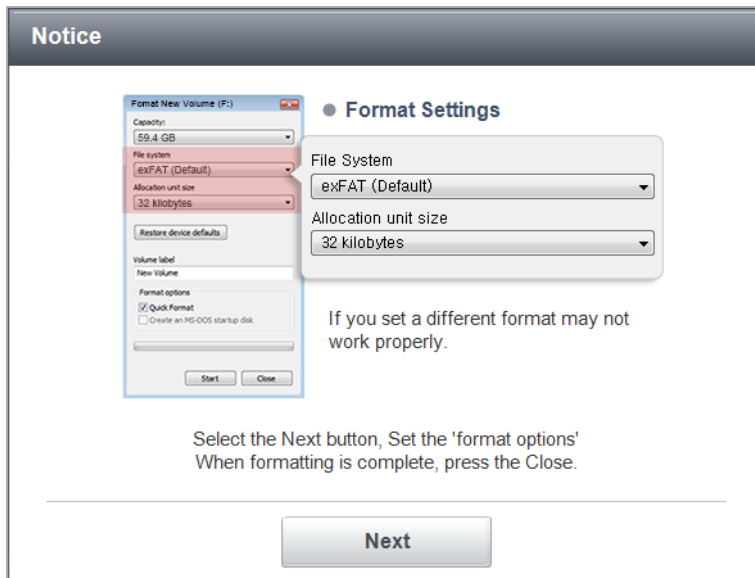 Notice
Fomat New Volume (F:)
Capacity:
59.4 GB
File system
exFAT (Default)
Allocation unit size
32 kilobytes
Restore device defaults
Volume label
New Volume
Format options
Quick Format
Create an MS-DOS startup disk
Start Close
Format Settings
File System
exFAT (Default)
Allocation unit size
32 kilobytes
If you set a different format may not
work properly.
Select the Next button, Set the 'format options'
When formatting is complete, press the Close.
Next